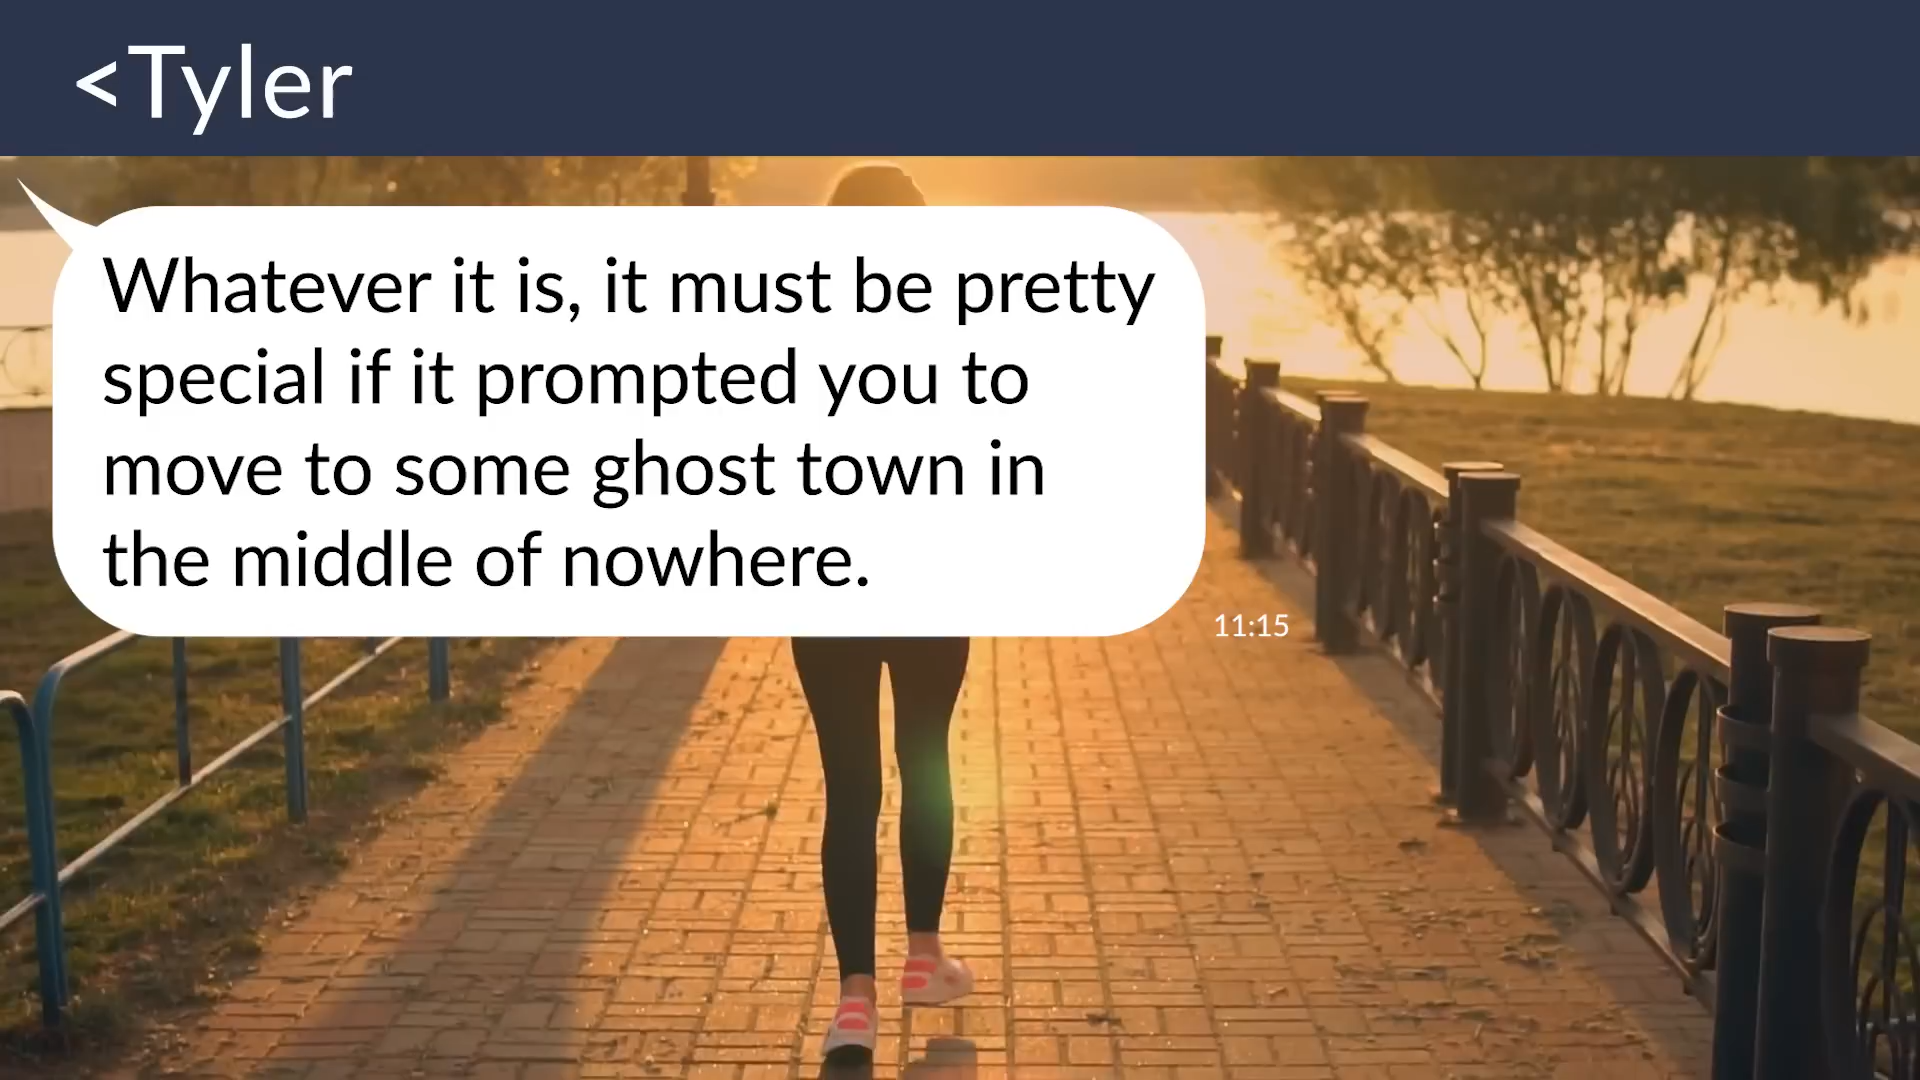 <Tyler
Whatever it is, it must be pretty
special if it prompted you to
move to some ghost town in
the middle of nowhere.
11:15